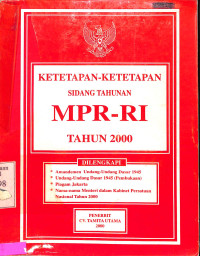 KETETAPAN-KETETAPAN
SIDANG TAHUNAN
MPR-RI
TAHUN 2000
DILENGKAPI
Amandemen Undang-Undang Dasar 1945
Undang-Undang Dasar 1945 (Pembukaan)
Piagam Jakarta
Nama-nama Menteri dalam Kabinet Persatuan
Nasional Tahun 2000
PENERBIT
CV. TAMITA UTAMA
2000